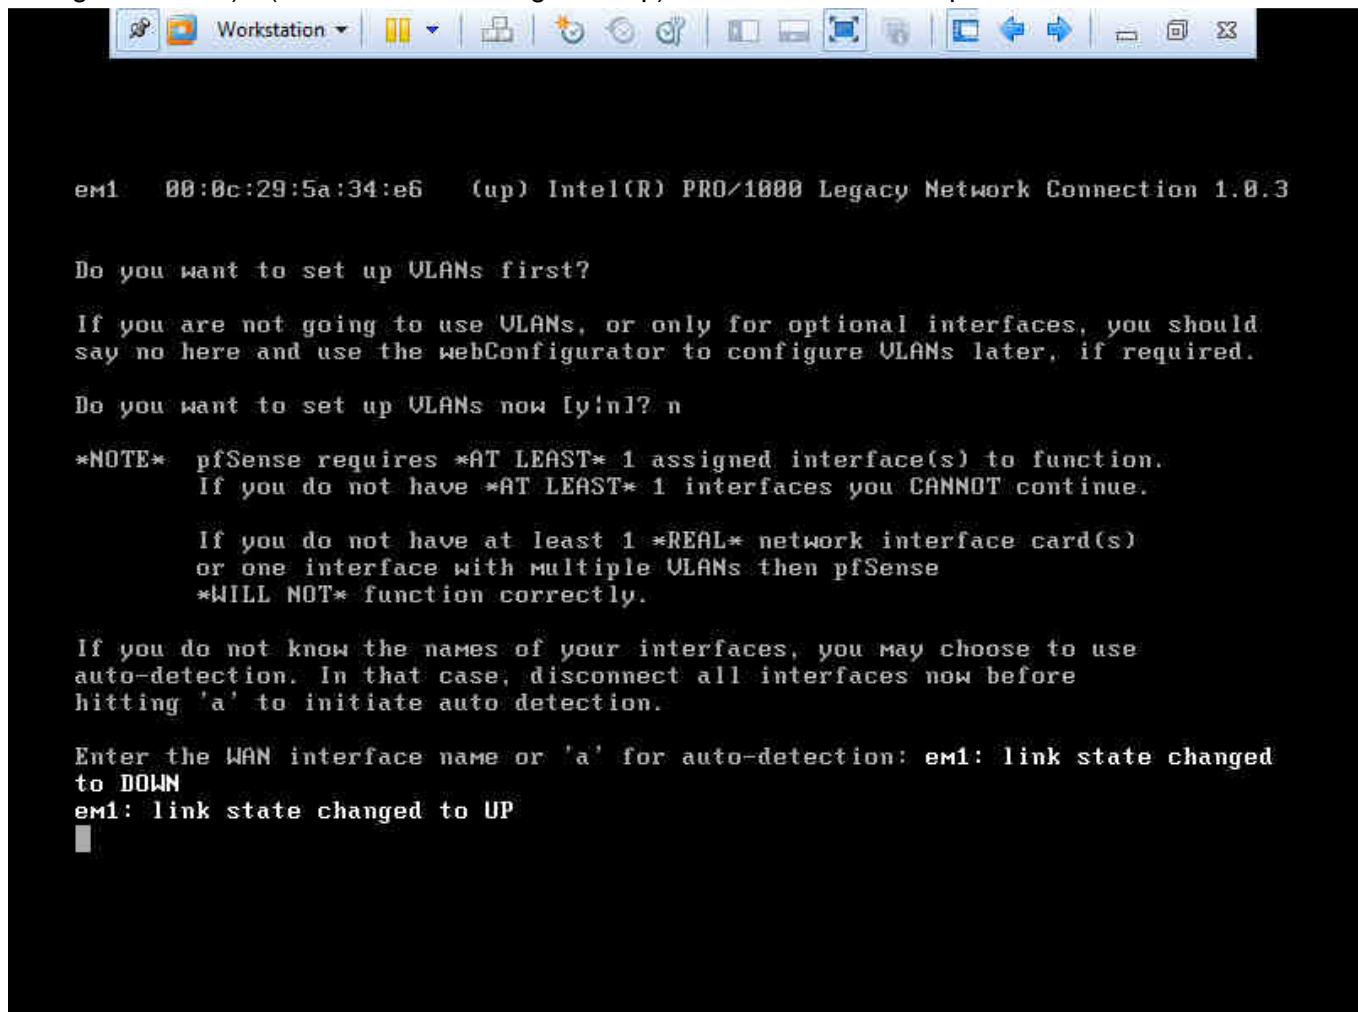 Workstation
em1 00:0c:29:5a:34:e6 (up) Intel(R) PRO/1000 Legacy Network Connection 1.0.3
Do you want to set up VLANs first?
If you are not going to use VLANs, or only for optional interfaces, you should
say no here and use the webConfigurator to configure VLANs later, if required.
Do you want to set up VLANs now [y|n]? n
*NOTE* pfSense requires *AT LEAST* 1 assigned interface(s) to function.
If you do not have *AT LEAST* 1 interfaces you CANNOT continue.
If you do not have at least 1 *REAL* network interface card(s)
or one interface with multiple VLANs then pfSense
*WILL NOT* function correctly.
If you do not know the names of your interfaces, you may choose to use
auto-detection. In that case, disconnect all interfaces now before
hitting 'a' to initiate auto detection.
Enter the WAN interface name or 'a' for auto-detection: em1: link state changed
to DOWN
em1: link state changed to UP